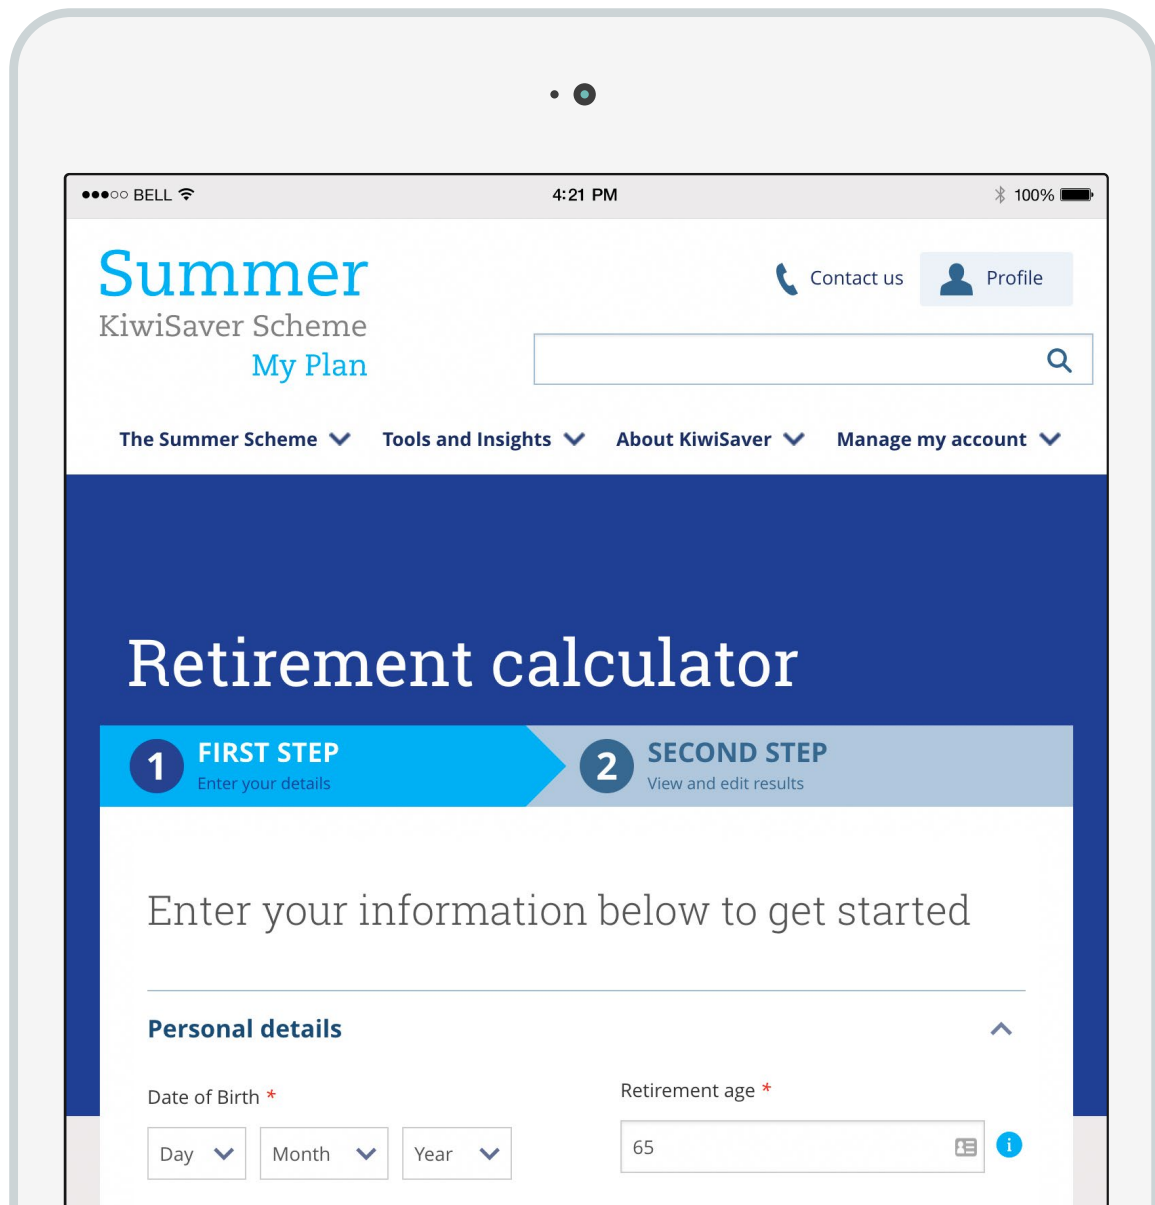 BELL 4:21 PM 100%
Summer
KiwiSaver Scheme
My Plan
Contact us Profile
The Summer Scheme Tools and Insights About KiwiSaver Manage my account
Retirement calculator
1 FIRST STEP
Enter your details
2 SECOND STEP
View and edit results
Enter your information below to get started
Personal details
Date of Birth *
Day Month Year
Retirement age *
65
i